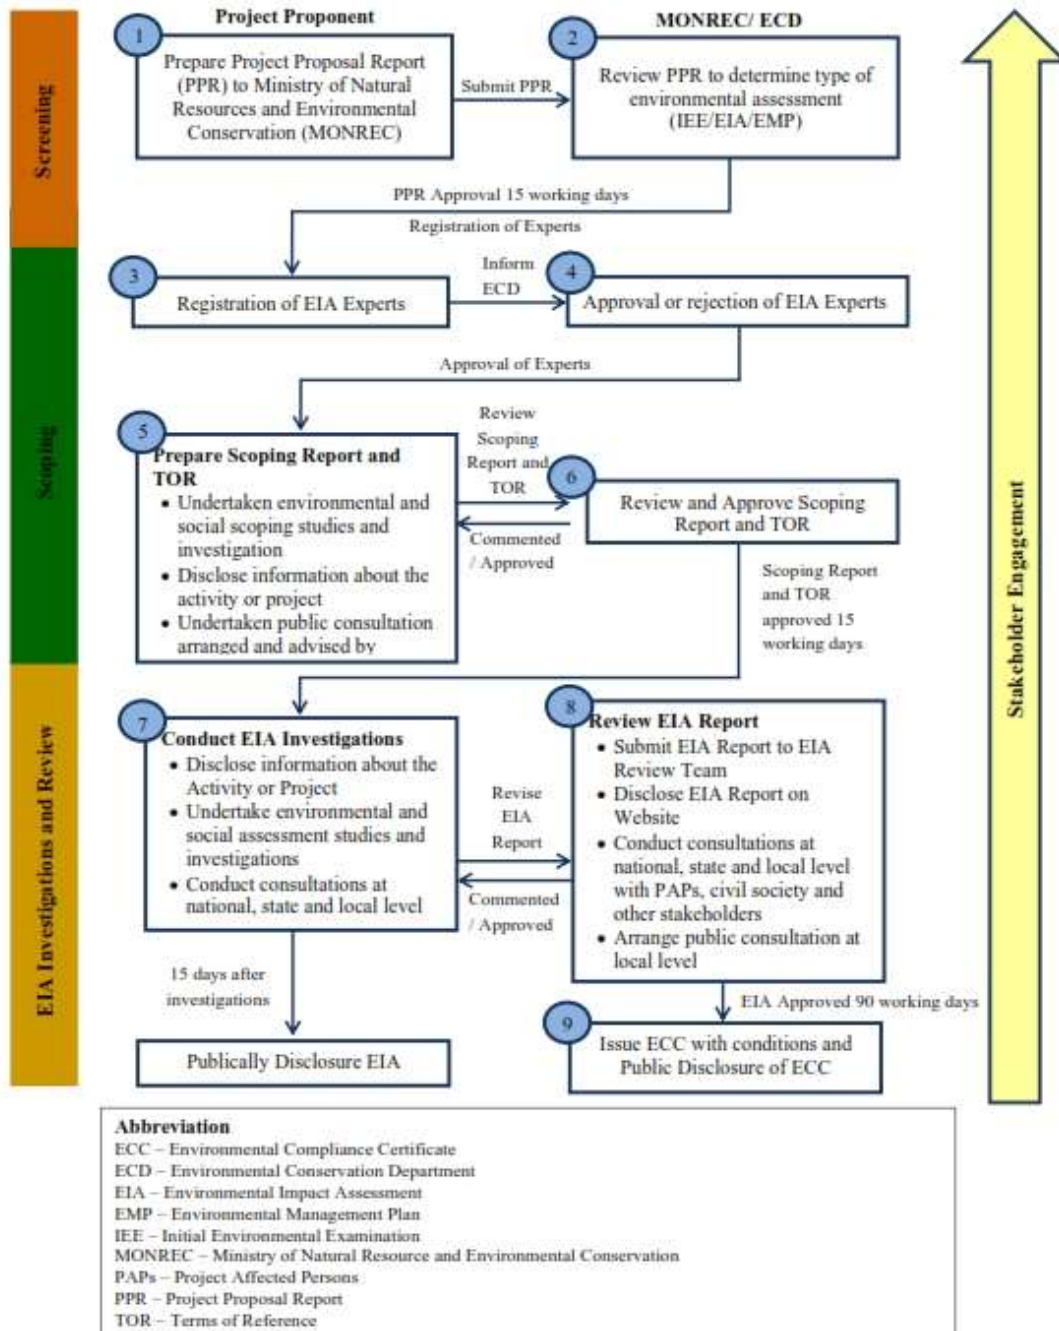 Project Proponent
MONREC/ ECD
1
Prepare Project Proposal Report
(PPR) to Ministry of Natural
Resources and Environmental
Conservation (MONREC)
Submit PPR
2
Review PPR to determine type of
environmental assessment
(IEE/EIA/EMP)
Screening
PPR Approval 15 working days
Registration of Experts
3
Registration of EIA Experts
Inform
ECD
4
Approval or rejection of EIA Experts
Approval of Experts
Scoping
5
Prepare Scoping Report and
TOR
• Undertaken environmental and
social scoping studies and
investigation
• Disclose information about the
activity or project
• Undertaken public consultation
arranged and advised by
Review
Scoping
Report and
TOR
Commented
/ Approved
6
Review and Approve Scoping
Report and TOR
Scoping Report
and TOR
approved 15
working days
Stakeholder Engagement
EIA Investigations and Review
7
Conduct EIA Investigations
• Disclose information about the
Activity or Project
• Undertake environmental and
social assessment studies and
investigations
• Conduct consultations at
national, state and local level
Revise
EIA
Report
Commented
/ Approved
8
Review EIA Report
• Submit EIA Report to EIA
Review Team
• Disclose EIA Report on
Website
• Conduct consultations at
national, state and local level
with PAPs, civil society and
other stakeholders
• Arrange public consultation at
local level
15 days after
investigations
EIA Approved 90 working days
Publically Disclosure EIA
9
Issue ECC with conditions and
Public Disclosure of ECC
Abbreviation
ECC – Environmental Compliance Certificate
ECD – Environmental Conservation Department
EIA – Environmental Impact Assessment
EMP – Environmental Management Plan
IEE – Initial Environmental Examination
MONREC – Ministry of Natural Resource and Environmental Conservation
PAPs – Project Affected Persons
PPR – Project Proposal Report
TOR – Terms of Reference